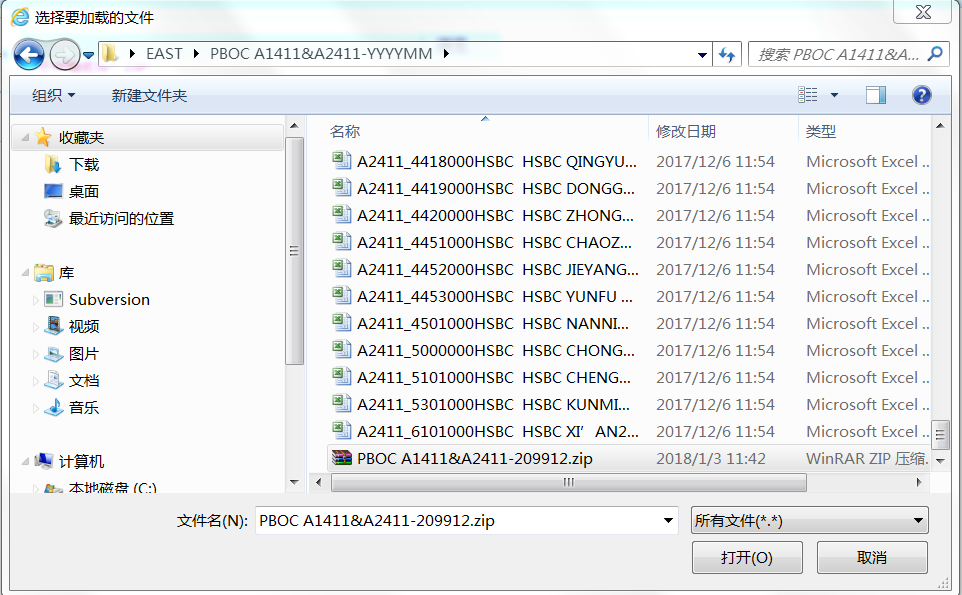 选择要加载的文件
EAST PBOC A1411&A2411-YYYYMM
搜索 PBOC A1411&A...
组织 新建文件夹
收藏夹
下载
桌面
最近访问的位置
库
Subversion
视频
图片
文档
音乐
计算机
本地磁盘 (C:)
名称 修改日期 类型
A2411_4418000HSBC HSBC QINGYU... 2017/12/6 11:54 Microsoft Excel ..
A2411_4419000HSBC HSBC DONGG... 2017/12/6 11:54 Microsoft Excel ..
A2411_4420000HSBC HSBC ZHONG... 2017/12/6 11:54 Microsoft Excel ..
A2411_4451000HSBC HSBC CHAOZ... 2017/12/6 11:54 Microsoft Excel ..
A2411_4452000HSBC HSBC JIEYANG... 2017/12/6 11:54 Microsoft Excel ..
A2411_4453000HSBC HSBC YUNFU ... 2017/12/6 11:54 Microsoft Excel ..
A2411_4501000HSBC HSBC NANNI... 2017/12/6 11:54 Microsoft Excel ..
A2411_5000000HSBC HSBC CHONG... 2017/12/6 11:54 Microsoft Excel ..
A2411_5101000HSBC HSBC CHENG... 2017/12/6 11:54 Microsoft Excel ..
A2411_5301000HSBC HSBC KUNMI... 2017/12/6 11:54 Microsoft Excel ..
A2411_6101000HSBC HSBC XI’AN2... 2017/12/6 11:54 Microsoft Excel ..
PBOC A1411&A2411-209912.zip 2018/1/3 11:42 WinRAR ZIP 压缩.
文件名(N): PBOC A1411&A2411-209912.zip 所有文件(*.*)
打开(O) 取消